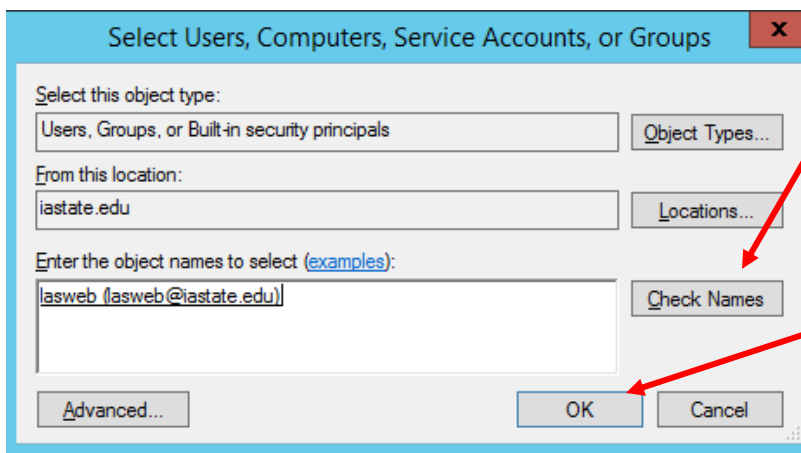 Select Users, Computers, Service Accounts, or Groups
x
Select this object type:
Users, Groups, or Built-in security principals
Object Types...
From this location:
iastate.edu
Locations...
Enter the object names to select (examples):
lasweb (lasweb@iastate.edu)
Check Names
Advanced...
OK
Cancel